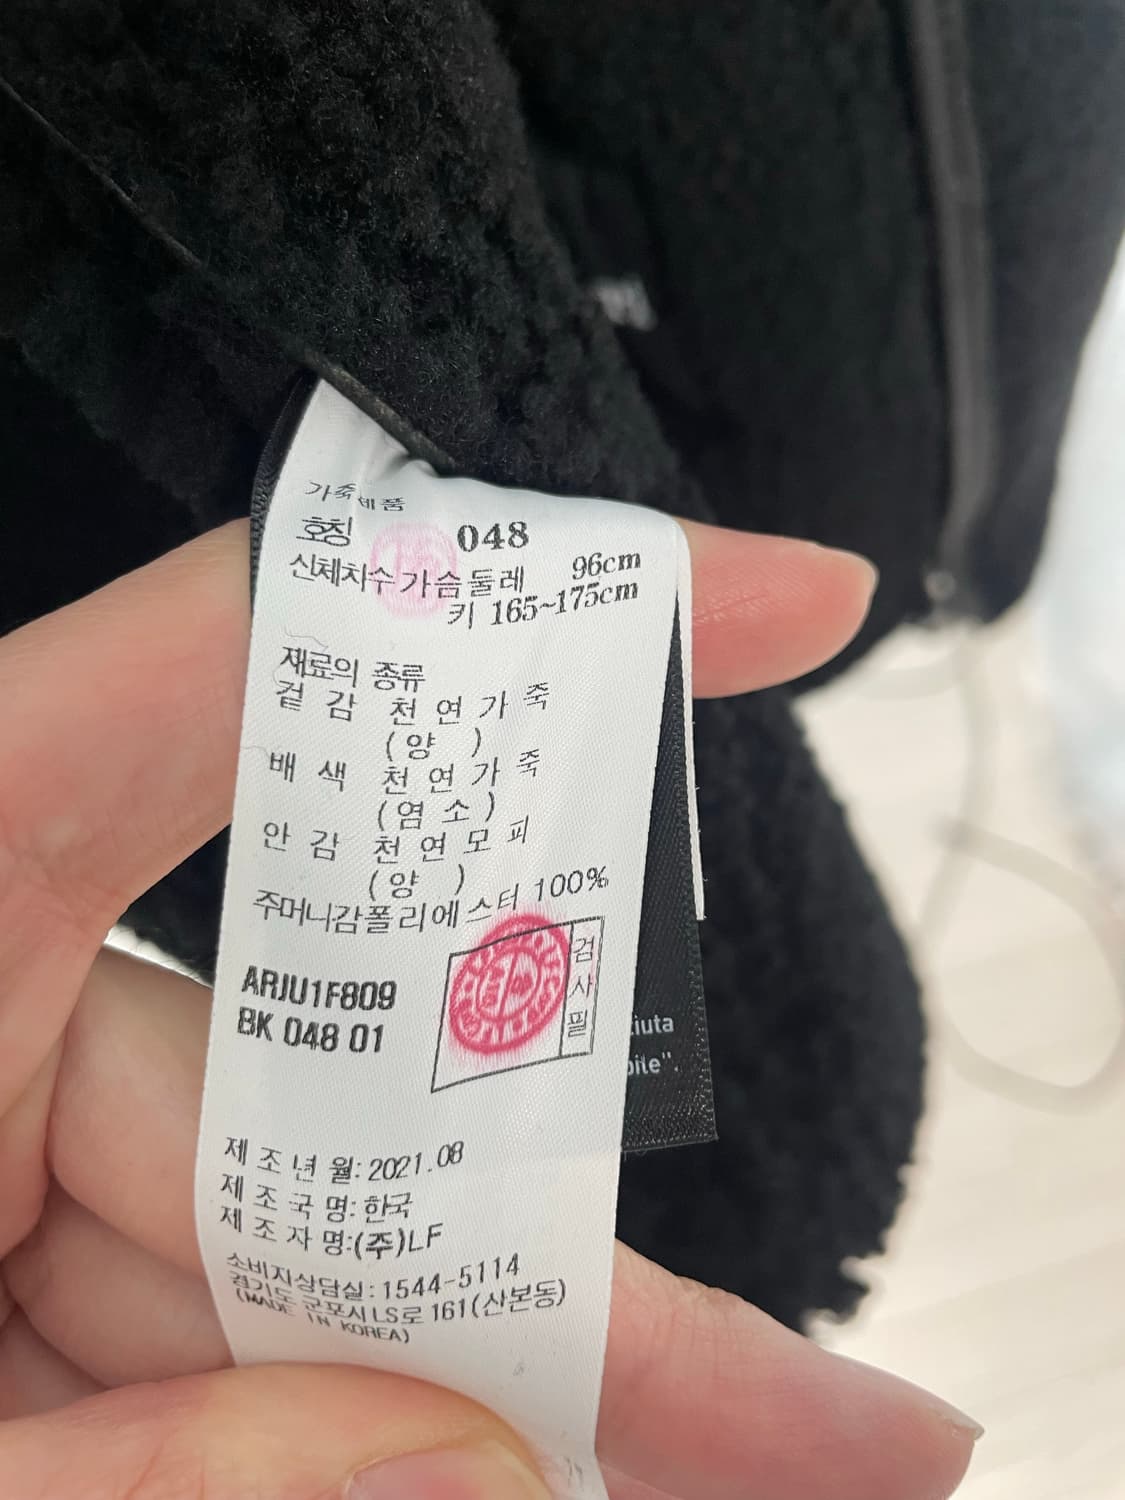 가죽제품
호칭 048
신체치수 가슴둘레 96cm
키 165~175cm
재료의 종류
겉 감 천 연 가 죽
(양 )
배 색 천 연 가 죽
(염 소)
안 감 천 연 모 피
(양 )
주머니감폴리에스터 100%
ARJU1F809
BK 048 01
검
사
필
iuta
bile".
제 조 년 월: 2021.08
제 조 국 명: 한국
제 조 자 명:(주)LF
소비자상담실: 1544-5114
경기도 군포시 LS로 161(산본동)
(MADE IN KOREA)